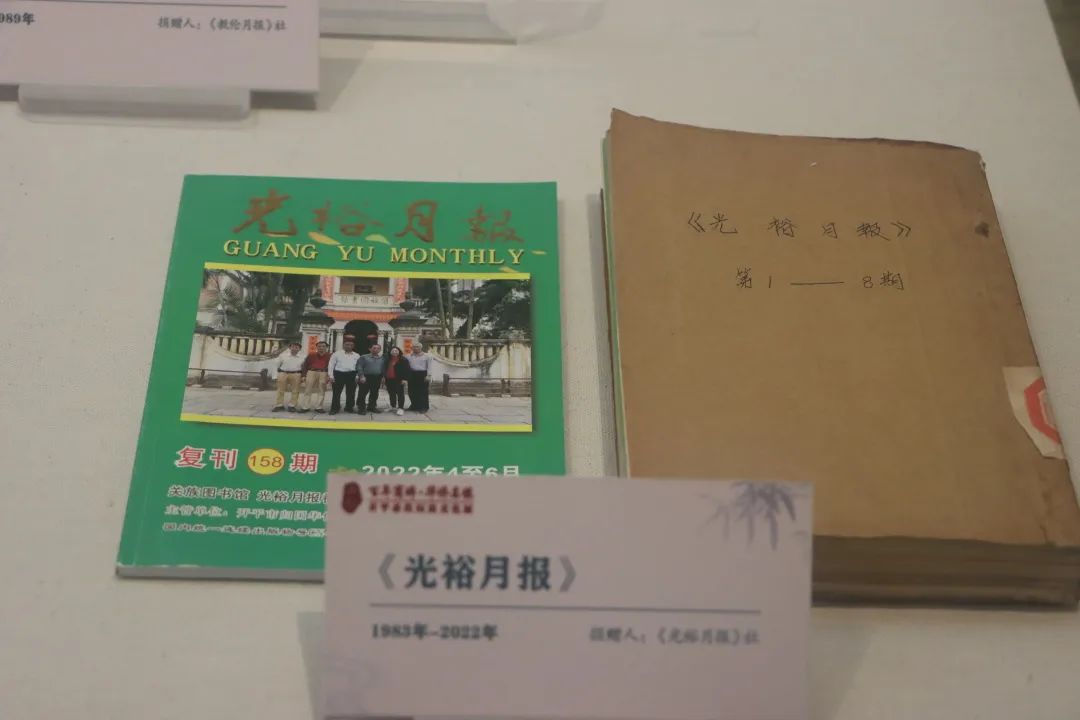 989年
捐赠人：《教伦月报》社
光裕月報
GUANG YU MONTHLY
复刊 158 期
2022年4至6月
关族图书馆 光裕月报
主管单位：开平市归国华
《光裕月報》
第1——8期
《光裕月报》
1983年-2022年
捐赠人：《光裕月报》社